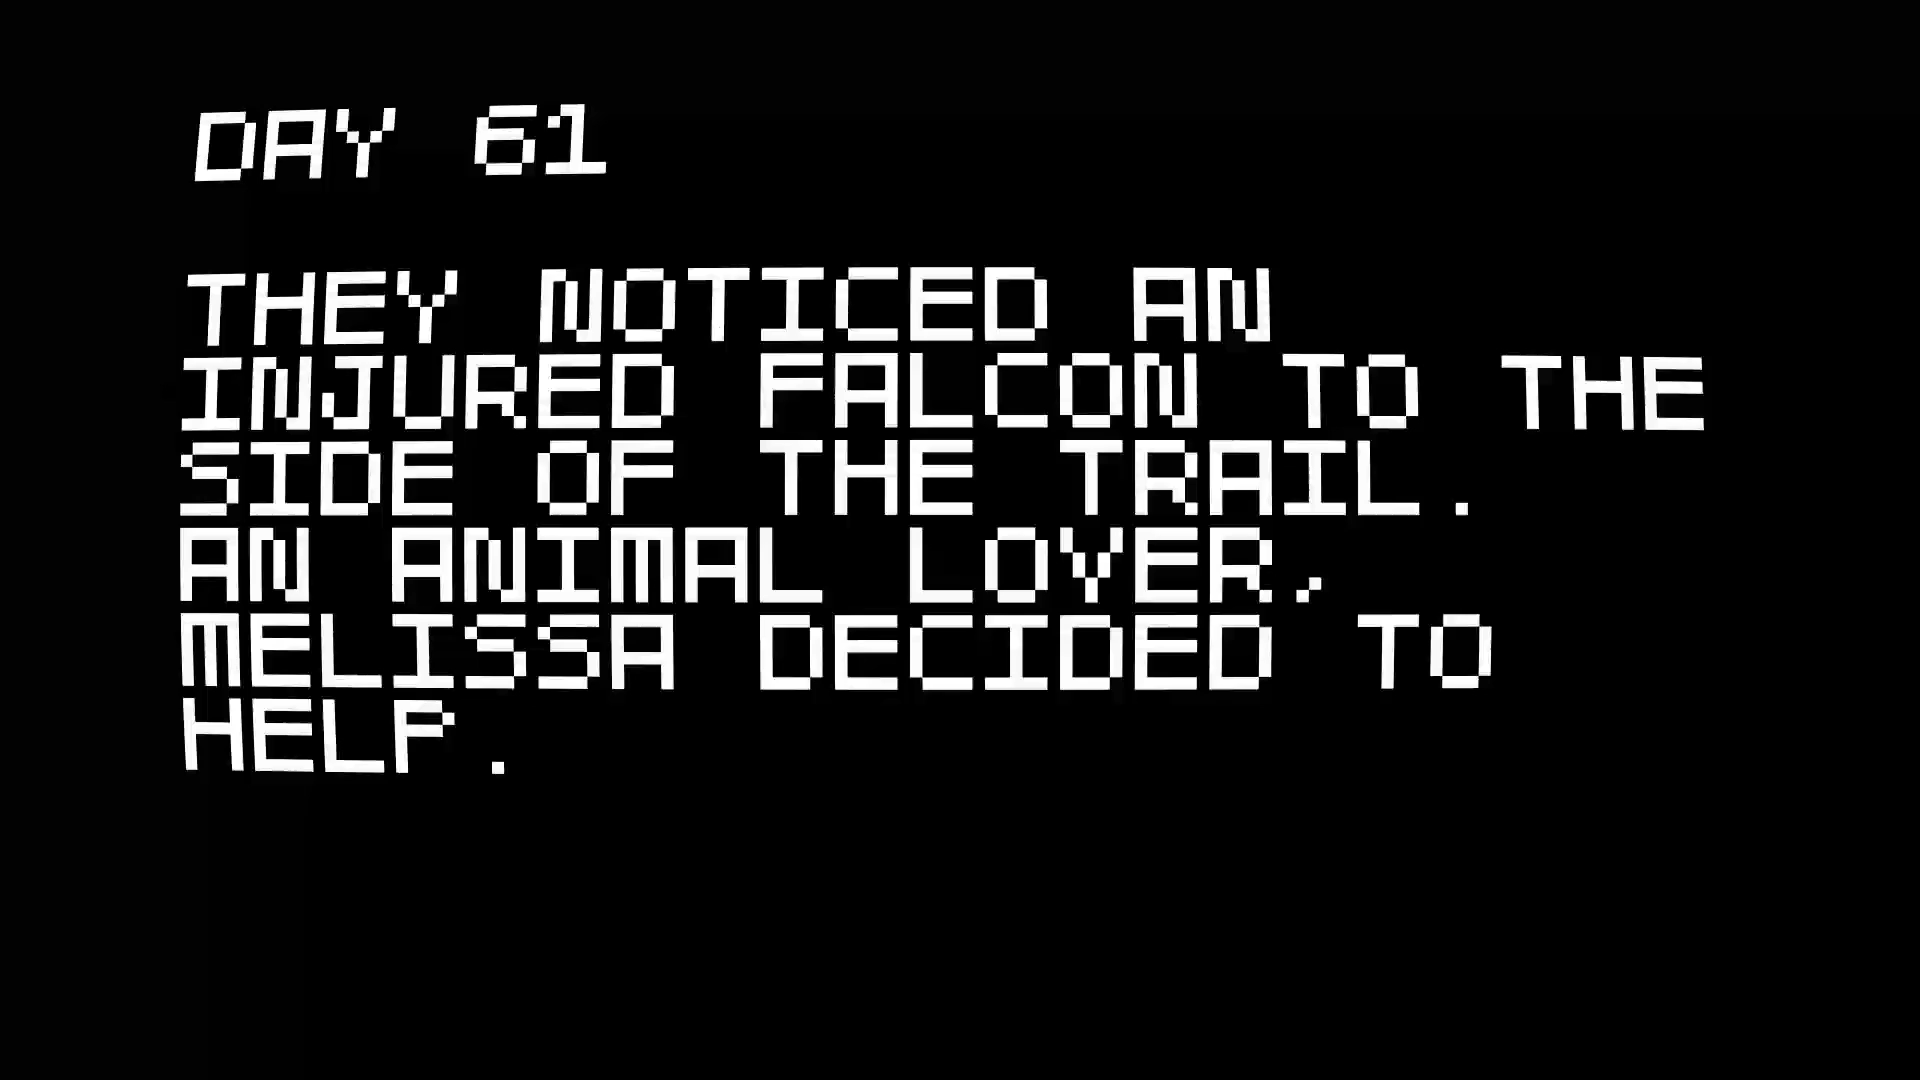 DAY 61
THEY NOTICED AN
INJURED FALCON TO THE
SIDE OF THE TRAIL.
AN ANIMAL LOVER,
MELISSA DECIDED TO
HELP.